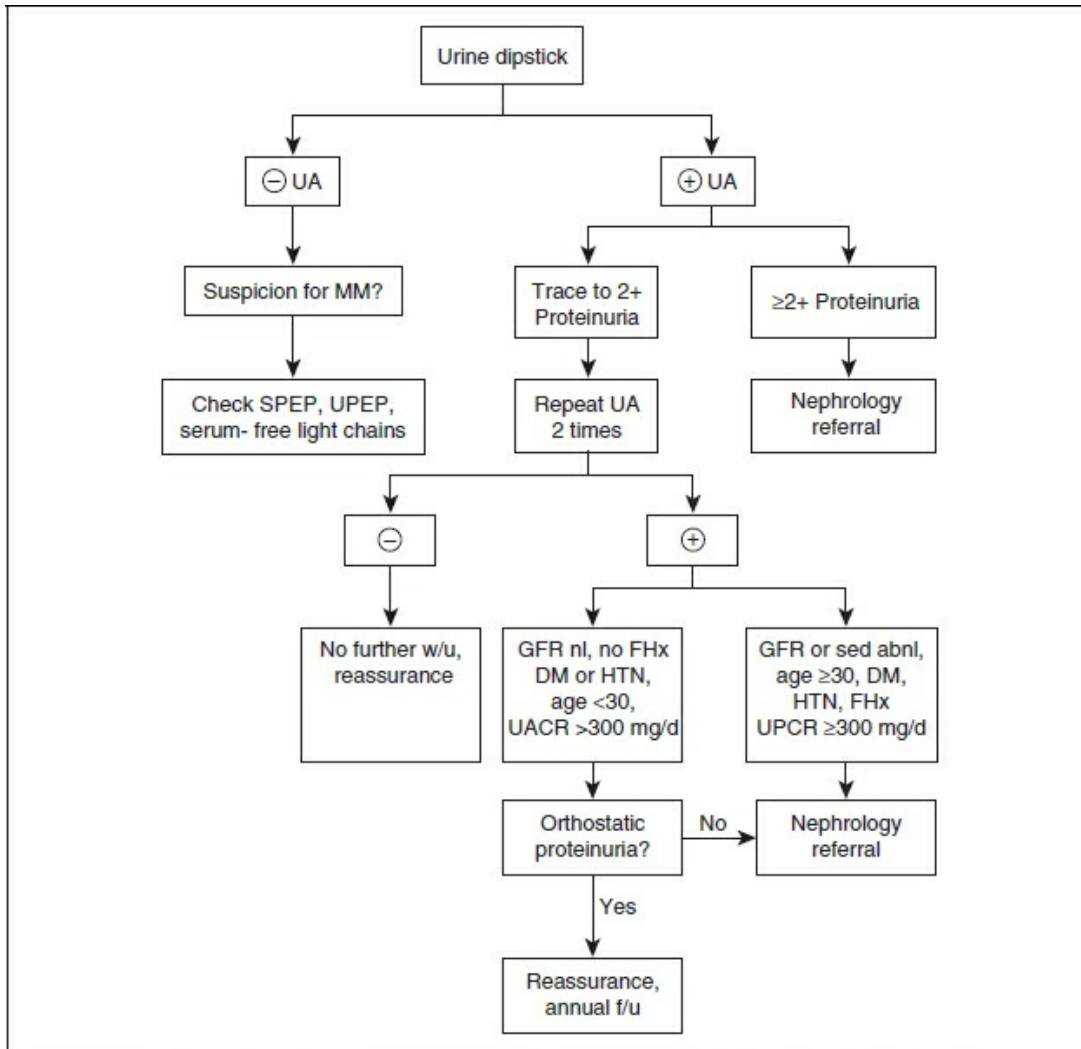 Urine dipstick
⊖ UA
⊕ UA
Suspicion for MM?
Trace to 2+
Proteinuria
≥2+ Proteinuria
Check SPEP, UPEP,
serum- free light chains
Repeat UA
2 times
Nephrology
referral
⊖
⊕
No further w/u,
reassurance
GFR nl, no FHx
DM or HTN,
age <30,
UACR >300 mg/d
GFR or sed abnl,
age ≥30, DM,
HTN, FHx
UPCR ≥300 mg/d
Orthostatic
proteinuria?
No
Nephrology
referral
Yes
Reassurance,
annual f/u